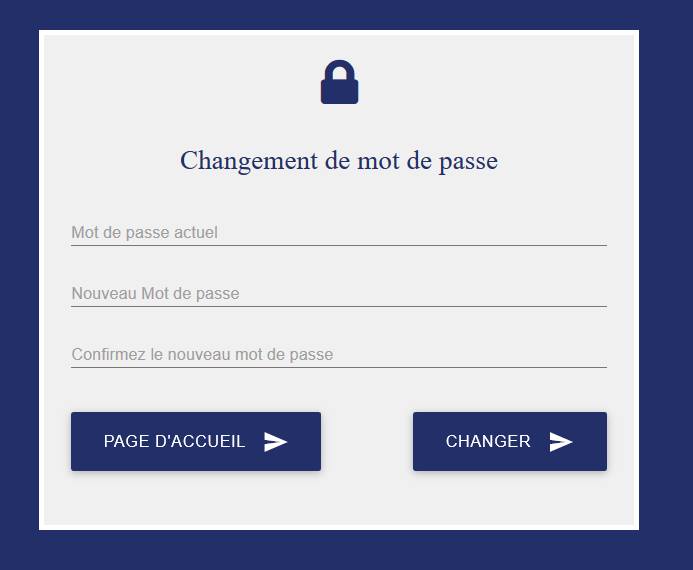 Changement de mot de passe
Mot de passe actuel
Nouveau Mot de passe
Confirmez le nouveau mot de passe
PAGE D'ACCUEIL
CHANGER